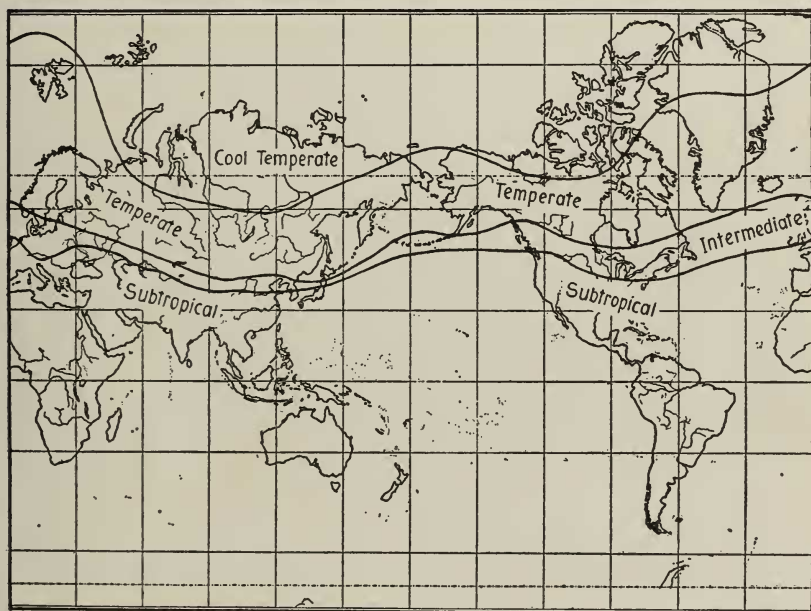 Cool Temperate
Temperate
Temperate
Intermediate
Subtropical
Subtropical